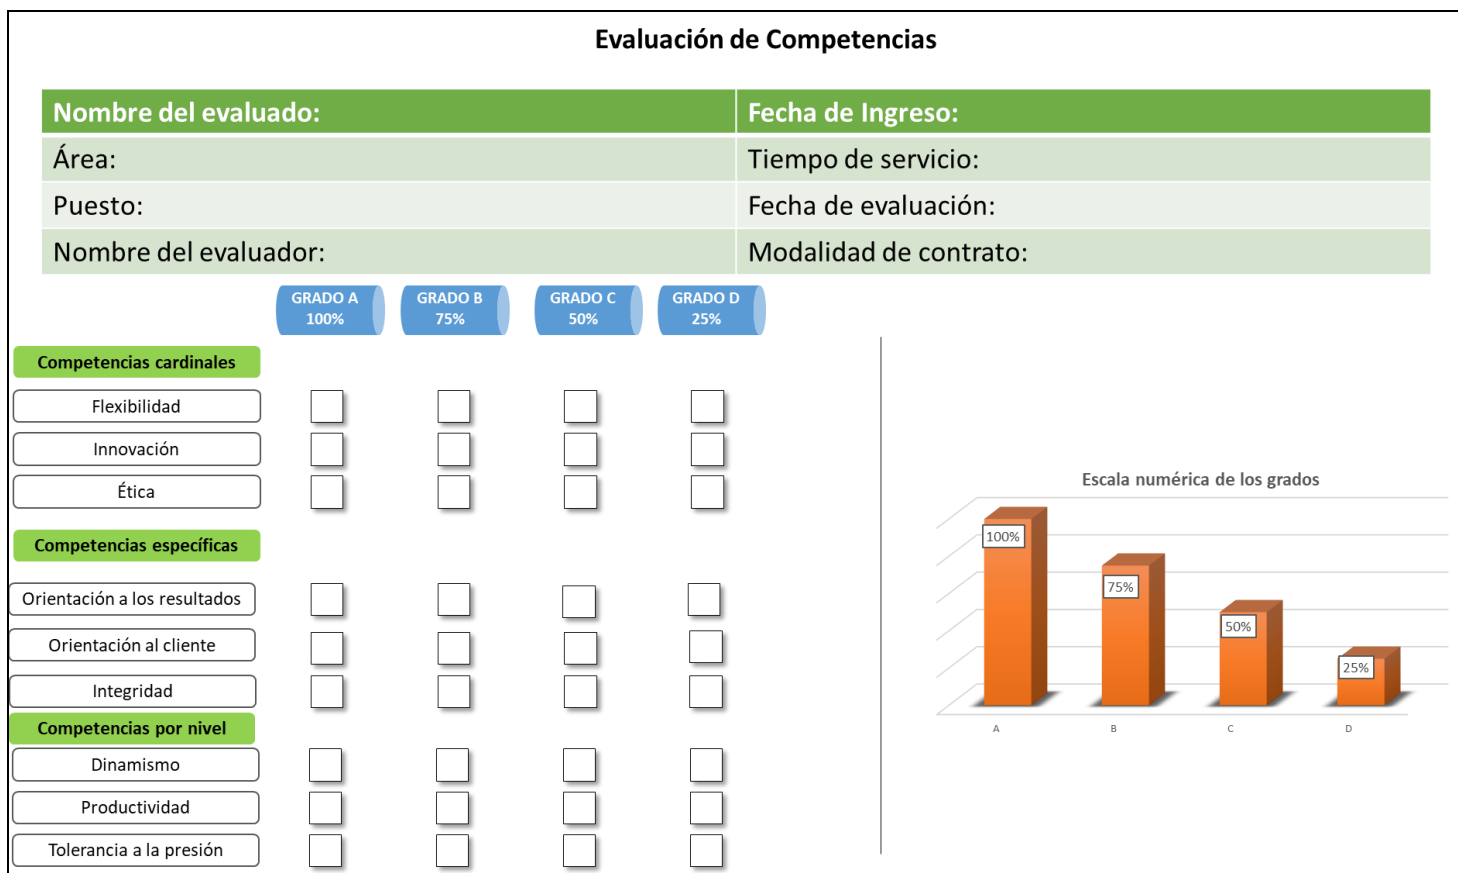 Evaluación de Competencias
Nombre del evaluado:
Fecha de Ingreso:
Área:
Tiempo de servicio:
Puesto:
Fecha de evaluación:
Nombre del evaluador:
Modalidad de contrato:
GRADO A
100%
GRADO B
75%
GRADO C
50%
GRADO D
25%
Competencias cardinales
Flexibilidad
Innovación
Ética
Competencias específicas
Orientación a los resultados
Orientación al cliente
Integridad
Competencias por nivel
Dinamismo
Productividad
Tolerancia a la presión
Escala numérica de los grados
100%
75%
50%
25%
A
B
C
D